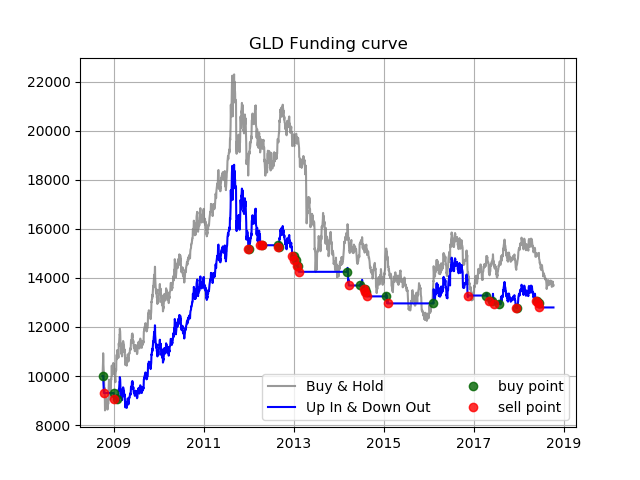 GLD Funding curve
22000
20000
18000
16000
14000
12000
10000
8000
2009 2011 2013 2015 2017 2019
Buy & Hold
Up In & Down Out
buy point
sell point